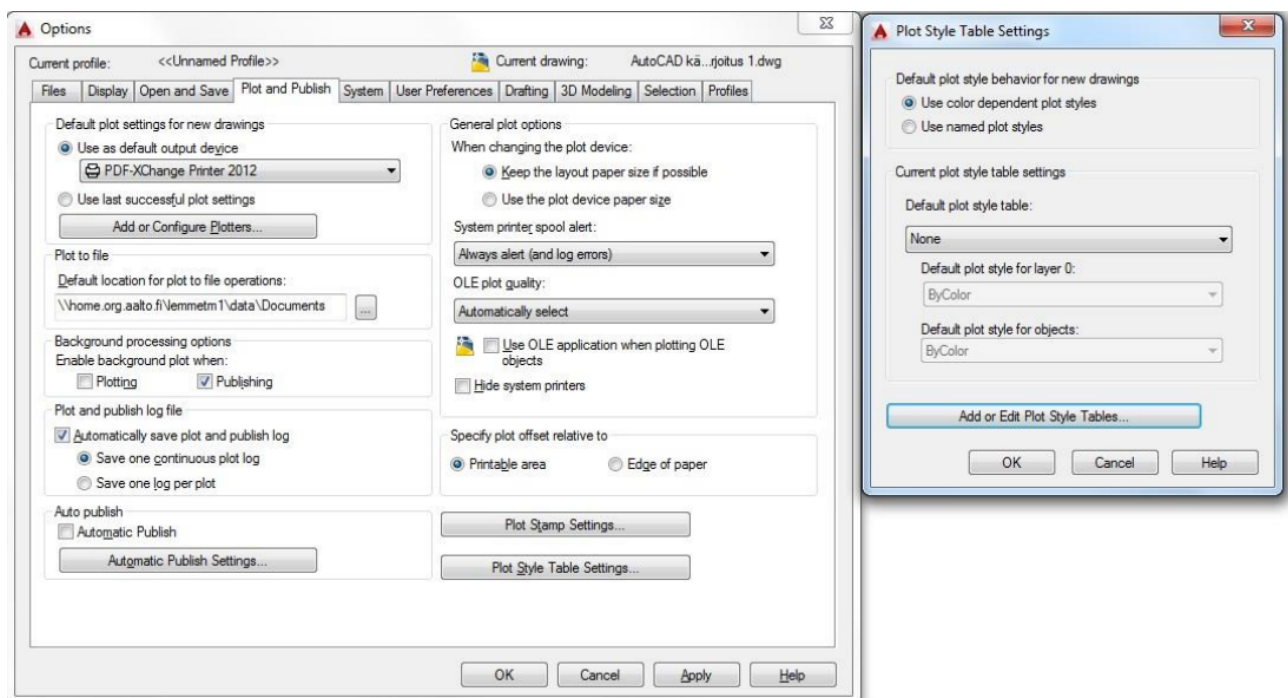 Options
Current profile: <<Unnamed Profile>> Current drawing: AutoCAD kä...rjoitus 1.dwg
Files Display Open and Save Plot and Publish System User Preferences Drafting 3D Modeling Selection Profiles
Default plot settings for new drawings
Use as default output device
PDF-XChange Printer 2012
Use last successful plot settings
Add or Configure Plotters...
Plot to file
Default location for plot to file operations:
\\home.org.aalto.fi\lemmetm1\data\Documents ...
Background processing options
Enable background plot when:
Plotting Publishing
Plot and publish log file
Automatically save plot and publish log
Save one continuous plot log
Save one log per plot
Auto publish
Automatic Publish
Automatic Publish Settings...
General plot options
When changing the plot device:
Keep the layout paper size if possible
Use the plot device paper size
System printer spool alert:
Always alert (and log errors)
OLE plot quality:
Automatically select
Use OLE application when plotting OLE
objects
Hide system printers
Specify plot offset relative to
Printable area Edge of paper
Plot Stamp Settings...
Plot Style Table Settings...
OK Cancel Apply Help
Plot Style Table Settings
Default plot style behavior for new drawings
Use color dependent plot styles
Use named plot styles
Current plot style table settings
Default plot style table:
None
Default plot style for layer 0:
ByColor
Default plot style for objects:
ByColor
Add or Edit Plot Style Tables...
OK Cancel Help